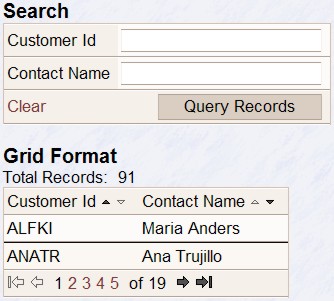 Search
Customer Id
Contact Name
Clear Query Records
Grid Format
Total Records: 91
Customer Id Contact Name
ALFKI Maria Anders
ANATR Ana Trujillo
1 2 3 4 5 of 19